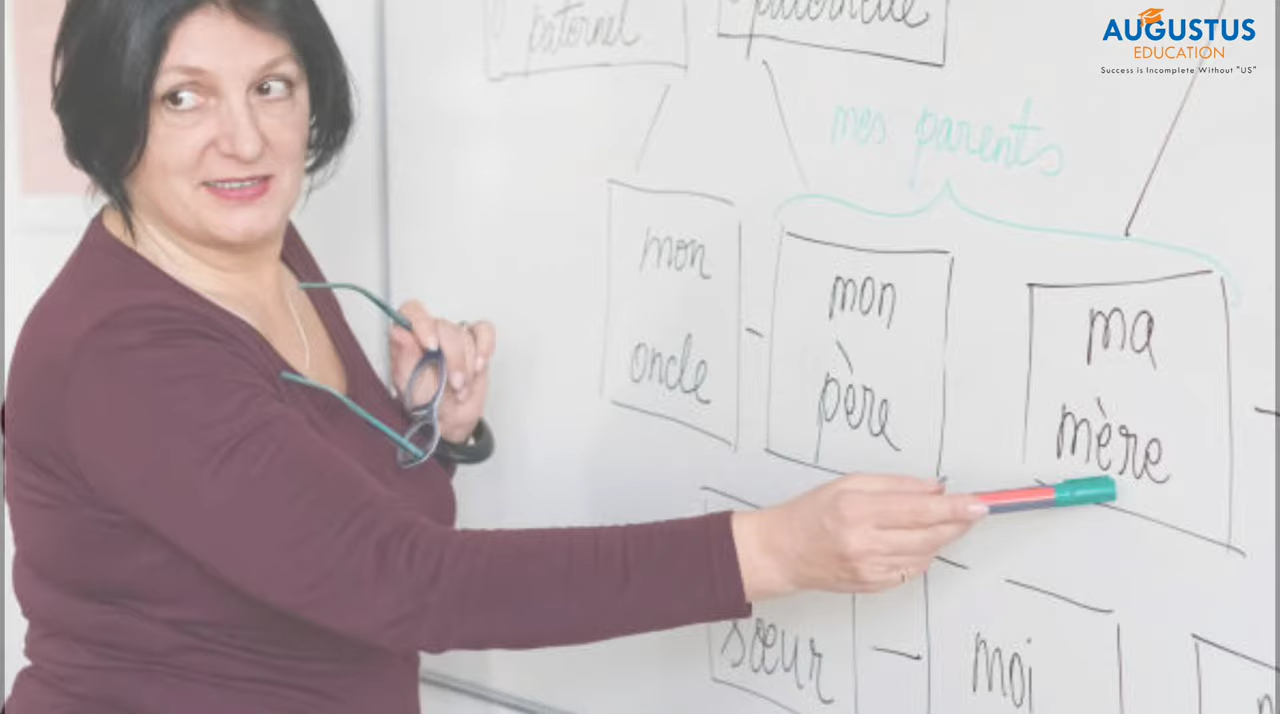 AUGUSTUS
EDUCATION
Success is Incomplete Without "US"
paternel
mes parents
mon
oncle
mon
père
ma
mère
sœur
moi